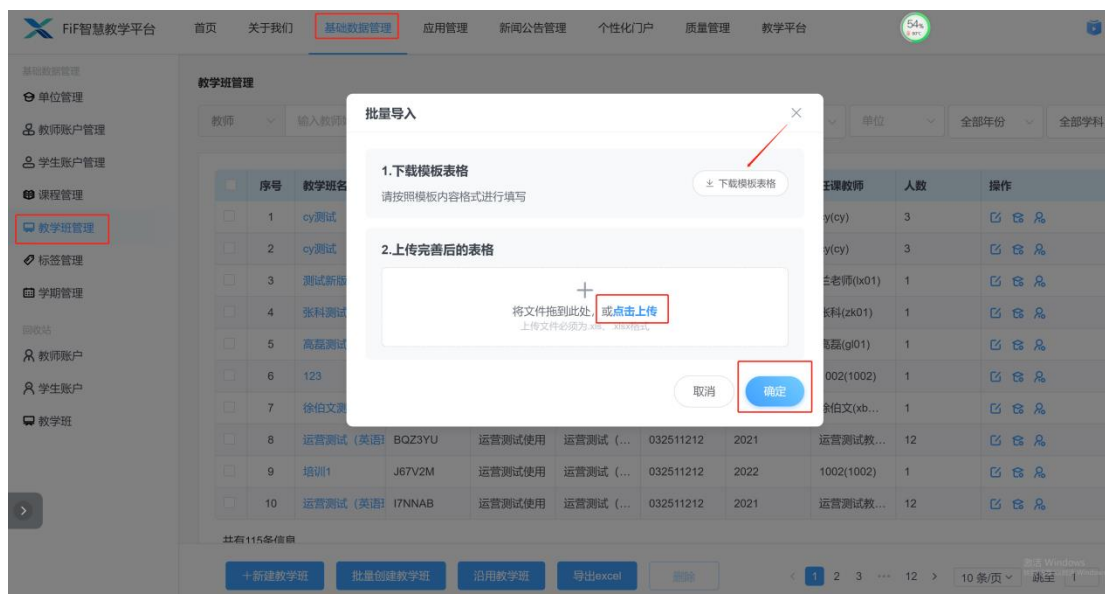 FiF智慧教学平台 首页 关于我们 基础数据管理 应用管理 新闻公告管理 个性化门户 质量管理 教学平台 54%
基础数据管理
单位管理
教师账户管理
学生账户管理
课程管理
教学班管理
标签管理
学期管理
回收站
教师账户
学生账户
教学班
教学班管理
教师 输入教师 单位 全部年份 全部学科
批量导入
1.下载模板表格
请按照模板内容格式进行填写
下载模板表格
2.上传完善后的表格
将文件拖到此处,或点击上传
上传文件必须为.xls、.xlsx格式
取消 确定
序号 教学班名 任课教师 人数 操作
1 cy测试 cy(cy) 3
2 cy测试 cy(cy) 3
3 测试新版 兰老师(lx01) 1
4 张科测试 张科(zk01) 1
5 高磊测试 高磊(gl01) 1
6 123 1002(1002) 1
7 徐伯文测 徐伯文(xb... 1
8 运营测试(英语 BQZ3YU 运营测试使用 运营测试(... 032511212 2021 运营测试教... 12
9 培训1 J67V2M 运营测试使用 运营测试(... 032511212 2022 1002(1002) 1
10 运营测试(英语 I7NNAB 运营测试使用 运营测试(... 032511212 2021 运营测试教... 12
共有115条信息
+新建教学班 批量创建教学班 沿用教学班 导出excel 删除 < 1 2 3 ··· 12 > 10 条/页 跳至 1
激活 Windows